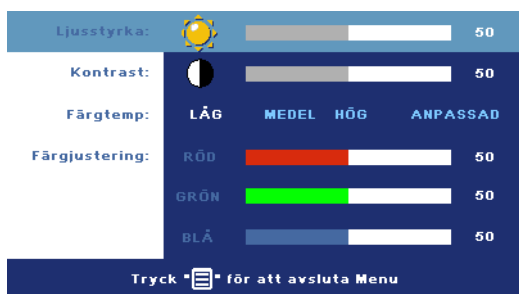 Ljusstyrka: 50
Kontrast: 50
Färgtemp: LÅG MEDEL HÖG ANPASSAD
Färgjustering: RÖD 50
GRÖN 50
BLÅ 50
Tryck "" för att avsluta Menu